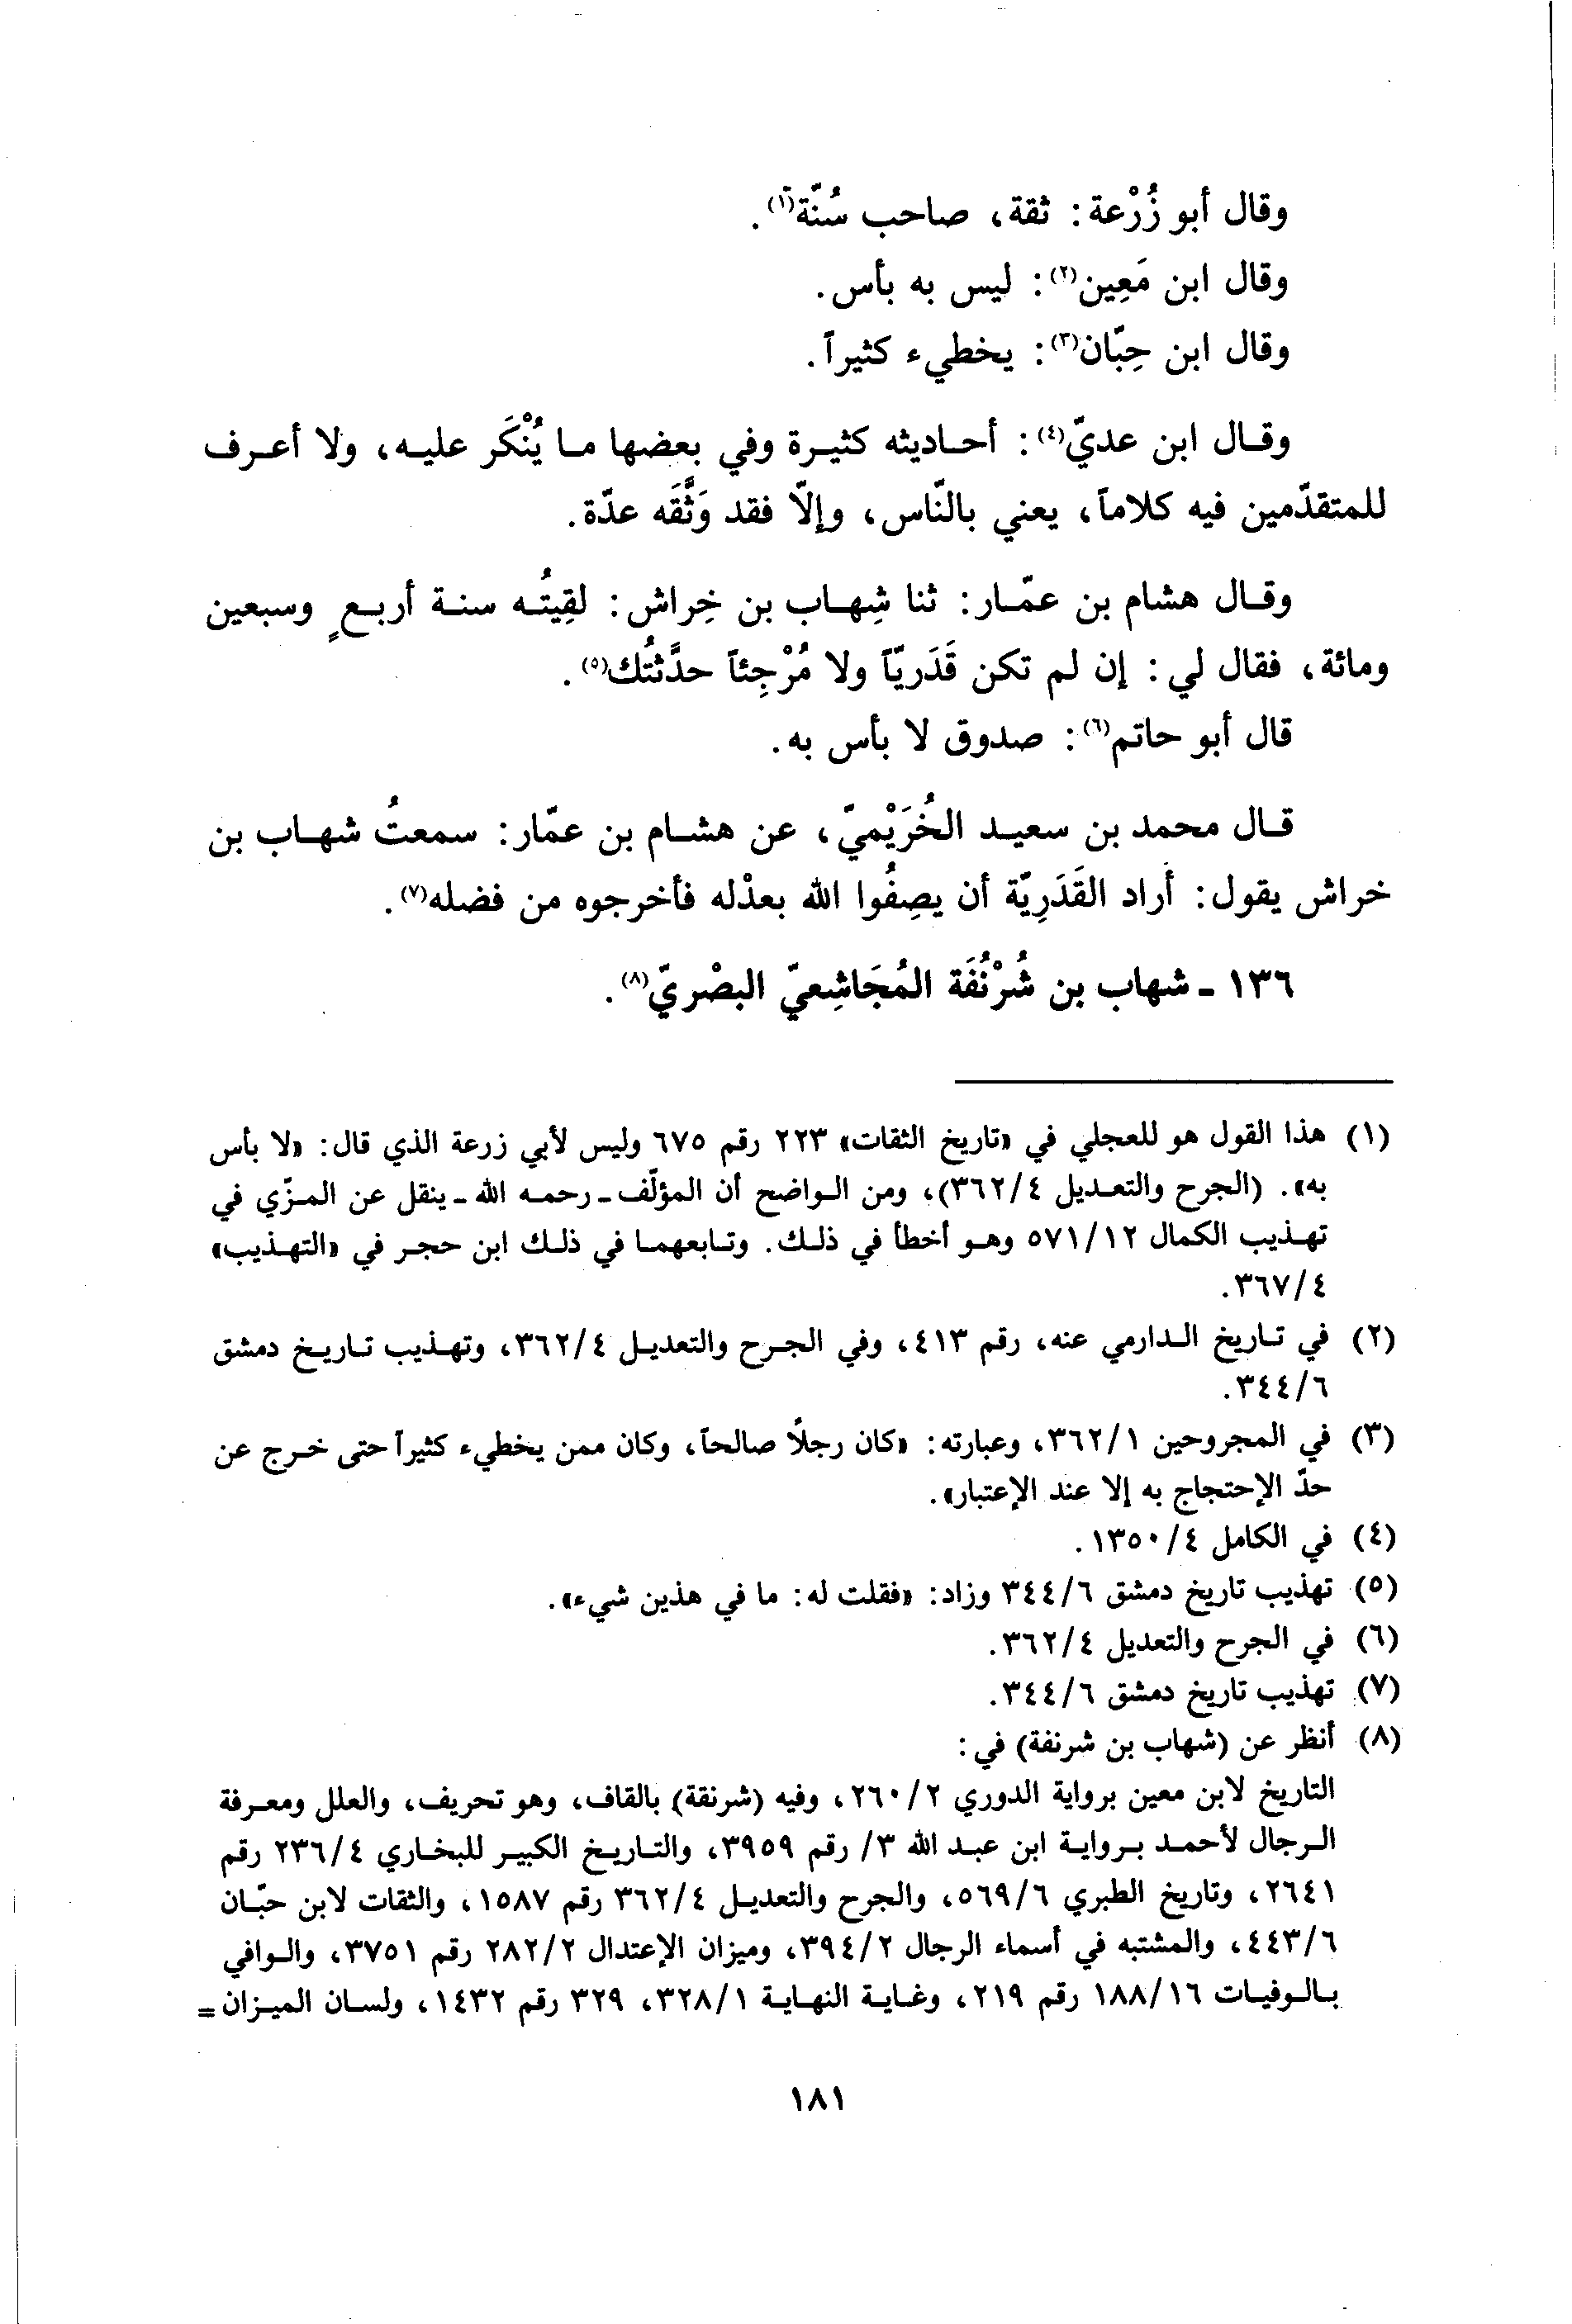 وقال أبو زُرْعة: ثقة، صاحب سُنّة(١).
وقال ابن مَعِين(٢): ليس به بأس.
وقال ابن حِبّان(٣): يخطيء كثيراً.
وقال ابن عديّ(٤): أحاديثه كثيرة وفي بعضها ما يُنْكَر عليه، ولا أعرف
للمتقدّمين فيه كلاماً، يعني بالنّاس، وإلّا فقد وَثَّقَه عدّة.
وقال هشام بن عمّار: ثنا شِهاب بن خِراش: لقِيتُه سنة أربعٍ وسبعين
ومائة، فقال لي: إن لم تكن قَدَريّاً ولا مُرْجِئاً حدَّثتُك(٥).
قال أبو حاتم(٦): صدوق لا بأس به.
قال محمد بن سعيد الخُرَيْميّ، عن هشام بن عمّار: سمعتُ شهاب بن
خراش يقول: أراد القَدَرِيّة أن يصِفُوا الله بعدْله فأخرجوه من فضله(٧).
١٣٦ ـ شهاب بن شُرْنُفَة المُجَاشِعيّ البصْريّ(٨).
(١) هذا القول هو للعجلي في «تاريخ الثقات» ٢٢٣ رقم ٦٧٥ وليس لأبي زرعة الذي قال: «لا بأس
به». (الجرح والتعديل ٣٦٢/٤)، ومن الواضح أن المؤلّف ـ رحمه الله ـ ينقل عن المزّي في
تهذيب الكمال ٥٧١/١٢ وهو أخطأ في ذلك. وتابعهما في ذلك ابن حجر في «التهذيب»
٣٦٧/٤.
(٢) في تاريخ الدارمي عنه، رقم ٤١٣، وفي الجرح والتعديل ٣٦٢/٤، وتهذيب تاريخ دمشق
٣٤٤/٦.
(٣) في المجروحين ٣٦٢/١، وعبارته: «كان رجلاً صالحاً، وكان ممن يخطيء كثيراً حتى خرج عن
حدّ الإحتجاج به إلا عند الإعتبار».
(٤) في الكامل ١٣٥٠/٤.
(٥) تهذيب تاريخ دمشق ٣٤٤/٦ وزاد: «فقلت له: ما في هذين شيء».
(٦) في الجرح والتعديل ٣٦٢/٤.
(٧) تهذيب تاريخ دمشق ٣٤٤/٦.
(٨) أنظر عن (شهاب بن شرنفة) في:
التاريخ لابن معين برواية الدوري ٢٦٠/٢، وفيه (شرنقة) بالقاف، وهو تحريف، والعلل ومعرفة
الرجال لأحمد برواية ابن عبد الله ٣/ رقم ٣٩٥٩، والتاريخ الكبير للبخاري ٢٣٦/٤ رقم
٢٦٤١، وتاريخ الطبري ٥٦٩/٦، والجرح والتعديل ٣٦٢/٤ رقم ١٥٨٧، والثقات لابن حبّان
٤٤٣/٦، والمشتبه في أسماء الرجال ٣٩٤/٢، وميزان الإعتدال ٢٨٢/٢ رقم ٣٧٥١، والوافي
بالوفيات ١٨٨/١٦ رقم ٢١٩، وغاية النهاية ٣٢٨/١، ٣٢٩ رقم ١٤٣٢، ولسان الميزان =
١٨١